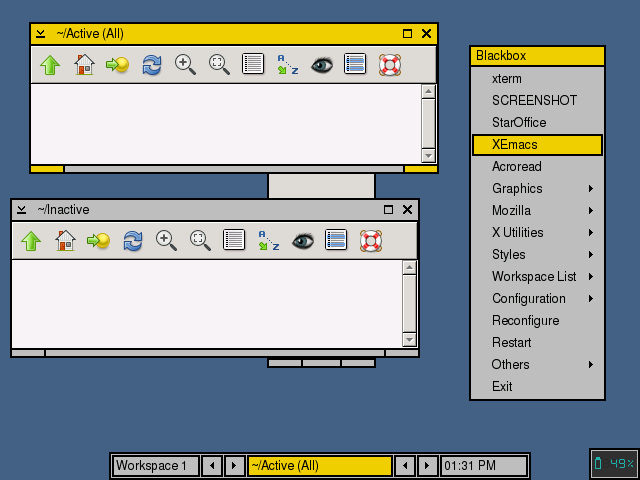 ~/Active (All)
A
Z
~/Inactive
A
Z
Blackbox
xterm
SCREENSHOT
StarOffice
XEmacs
Acroread
Graphics
Mozilla
X Utilities
Styles
Workspace List
Configuration
Reconfigure
Restart
Others
Exit
Workspace 1
~/Active (All)
01:31 PM
49%